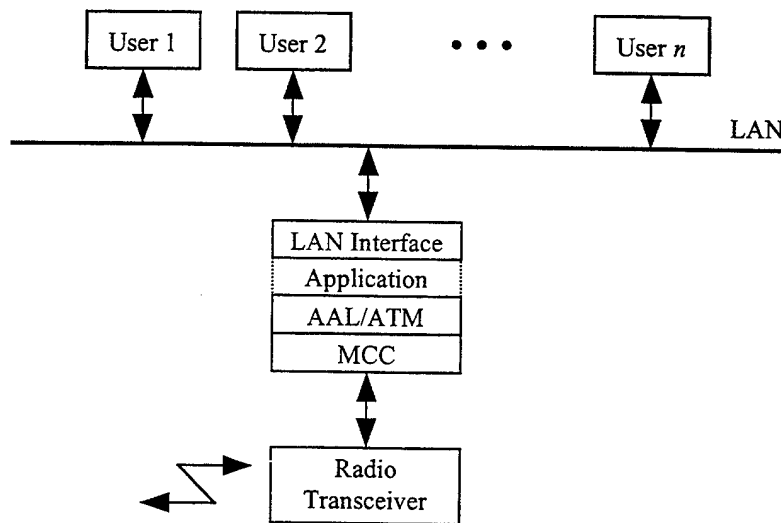 User 1
User 2
• • •
User n
LAN
LAN Interface
Application
AAL/ATM
MCC
Radio
Transceiver